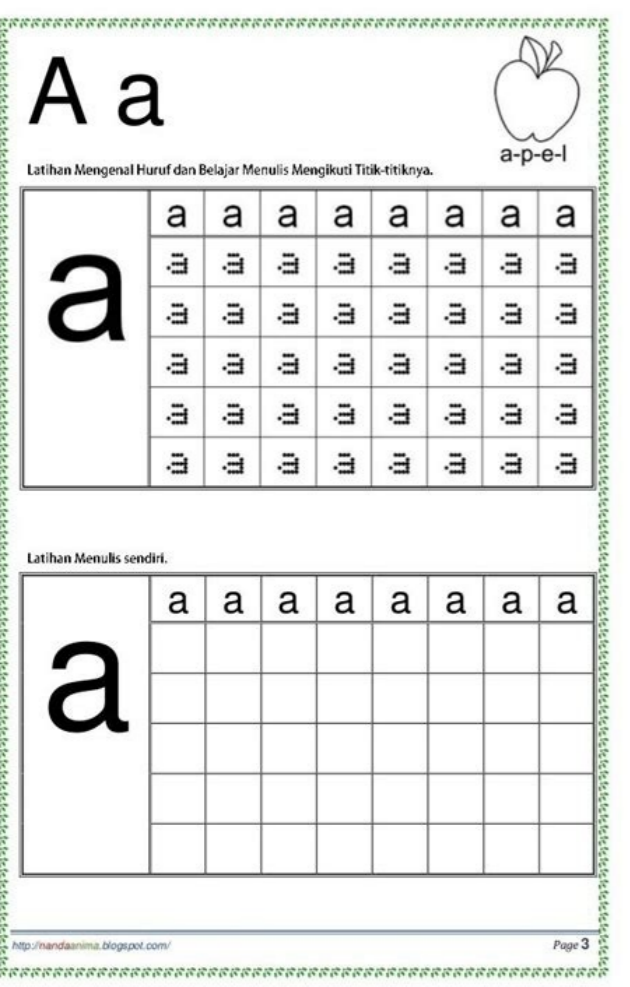 A a
a-p-e-l
Latihan Mengenal Huruf dan Belajar Menulis Mengikuti Titik-titiknya.
a
a a a a a a a a
a a a a a a a a
a a a a a a a a
a a a a a a a a
a a a a a a a a
a a a a a a a a
Latihan Menulis sendiri.
a
a a a a a a a a
http://nandaanima.blogspot.com/
Page 3